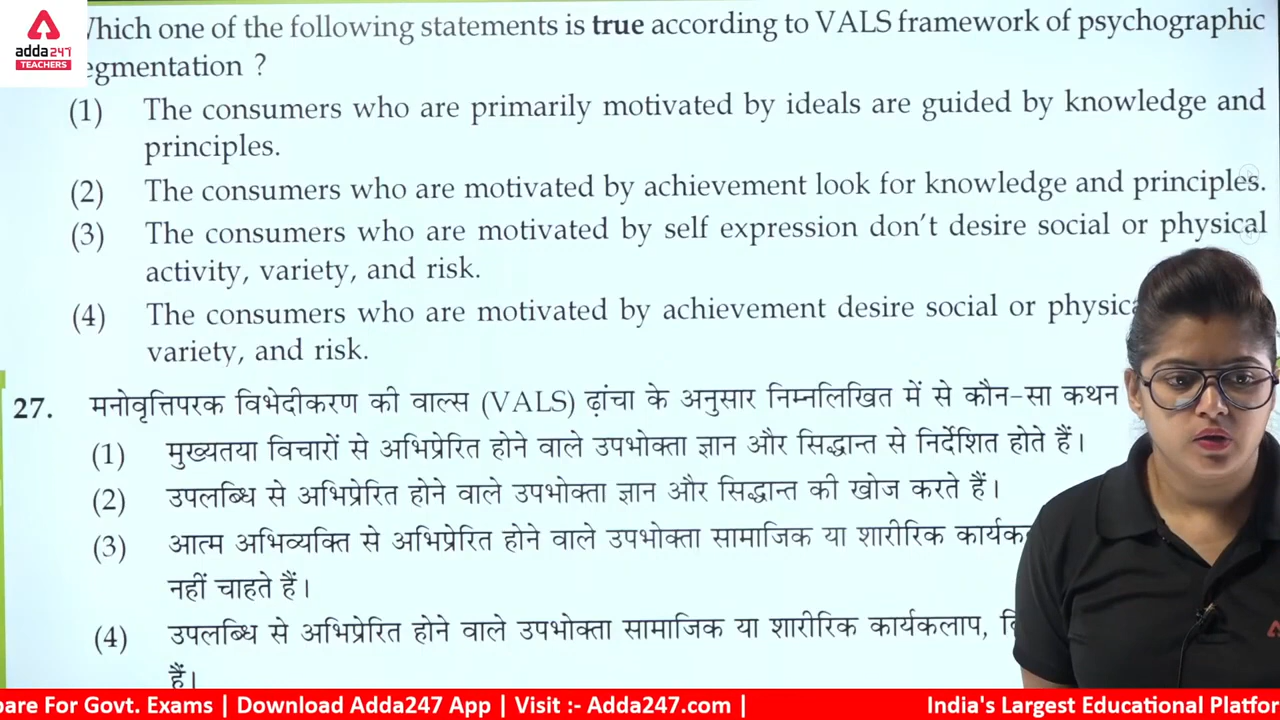 adda247
TEACHERS
Which one of the following statements is true according to VALS framework of psychographic
segmentation ?
(1) The consumers who are primarily motivated by ideals are guided by knowledge and
principles.
(2) The consumers who are motivated by achievement look for knowledge and principles.
(3) The consumers who are motivated by self expression don't desire social or physical
activity, variety, and risk.
(4) The consumers who are motivated by achievement desire social or
variety, and risk.
27. मनोवृत्तिपरक विभेदीकरण की वाल्स (VALS) ढ़ांचा के अनुसार निम्नलिखित में से कौन-सा कथन
(1) मुख्यतया विचारों से अभिप्रेरित होने वाले उपभोक्ता ज्ञान और सिद्धान्त से निर्देशित होते हैं।
(2) उपलब्धि से अभिप्रेरित होने वाले उपभोक्ता ज्ञान और सिद्धान्त की खोज करते हैं।
(3) आत्म अभिव्यक्ति से अभिप्रेरित होने वाले उपभोक्ता सामाजिक या शारीरिक
नहीं चाहते हैं।
(4) उपलब्धि से अभिप्रेरित होने वाले उपभोक्ता सामाजिक या शारीरिक कार्यकलाप,
हैं।
pare For Govt. Exams | Download Adda247 App | Visit :- Adda247.com | India's Largest Educational Platfor